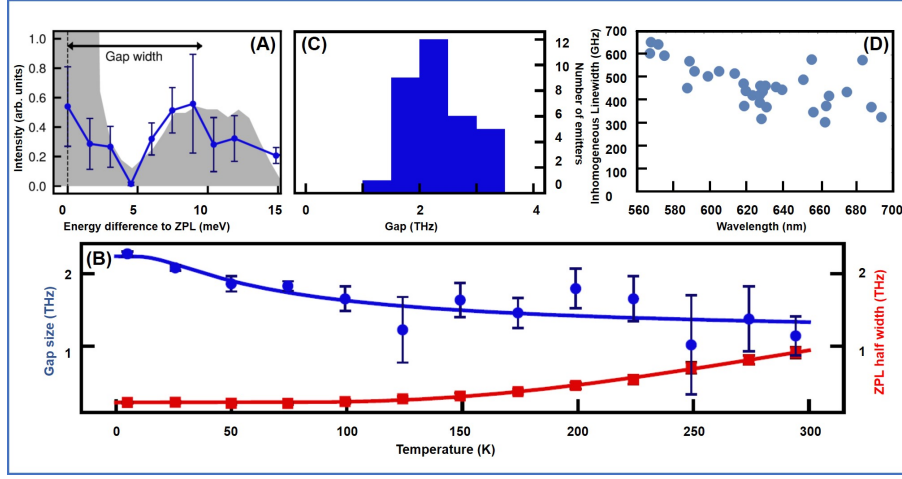 (A)
Gap width
Intensity (arb. units)
1.0
0.8
0.6
0.4
0.2
0.0
0 5 10 15
Energy difference to ZPL (meV)
(C)
12
10
8
6
4
2
0
Number of emitters
0 2 4
Gap (THz)
(D)
Inhomogeneous Linewidth (GHz)
700
600
500
400
300
200
100
0
560 580 600 620 640 660 680 700
Wavelength (nm)
(B)
Gap size (THz)
2
1
2
1
ZPL half width (THz)
0 50 100 150 200 250 300
Temperature (K)